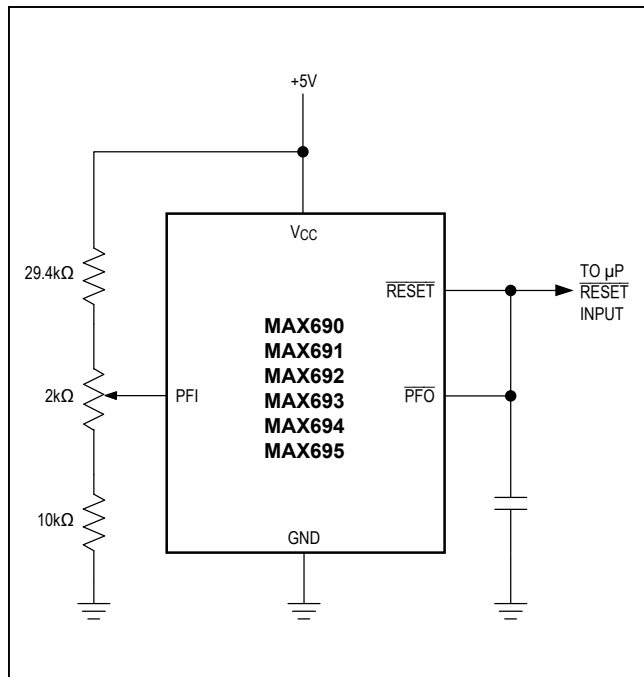 +5V
VCC
29.4kΩ
RESET
TO µP
RESET
INPUT
MAX690
MAX691
MAX692
MAX693
MAX694
MAX695
2kΩ
PFI
PFO
10kΩ
GND